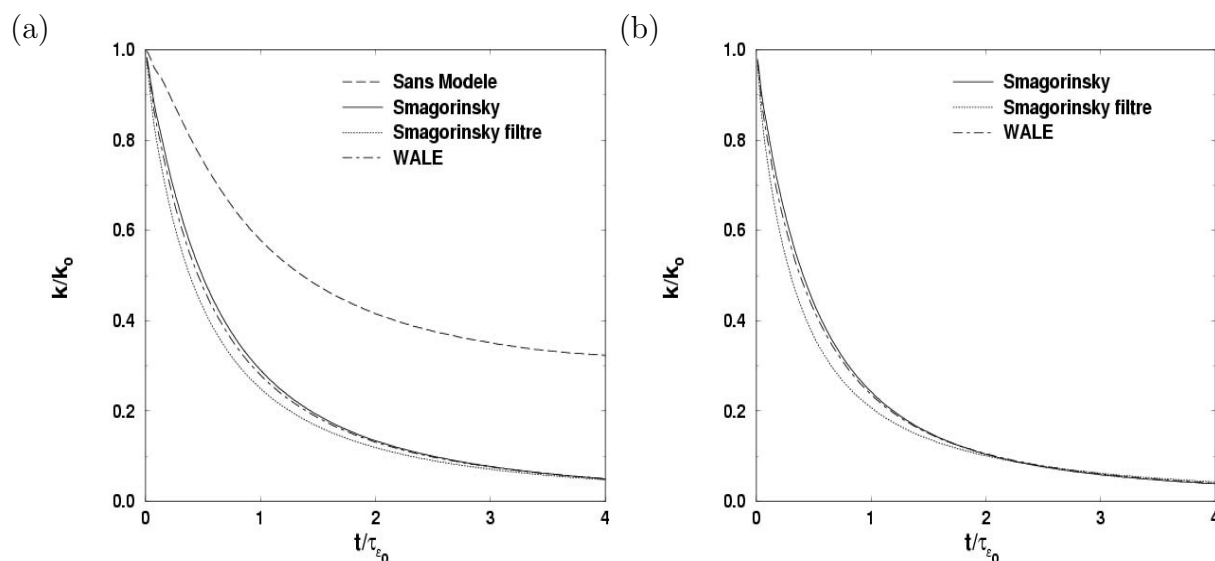 (a)
1.0
0.8
0.6
0.4
0.2
0.0
k/k₀
Sans Modele
Smagorinsky
Smagorinsky filtre
WALE
0 1 2 3 4
t/τ_ε₀
(b)
1.0
0.8
0.6
0.4
0.2
0.0
k/k₀
Smagorinsky
Smagorinsky filtre
WALE
0 1 2 3 4
t/τ_ε₀